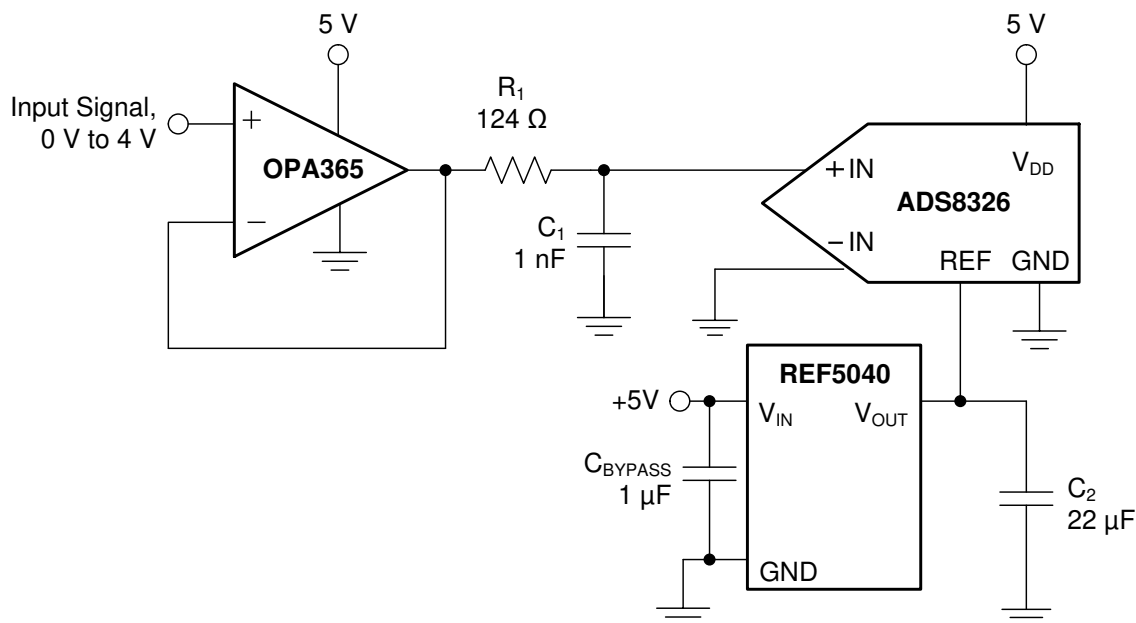 5 V
5 V
Input Signal,
0 V to 4 V
+
−
OPA365
R1
124 Ω
C1
1 nF
+IN
−IN
VDD
ADS8326
REF
GND
REF5040
+5V
VIN
VOUT
CBYPASS
1 µF
GND
C2
22 µF